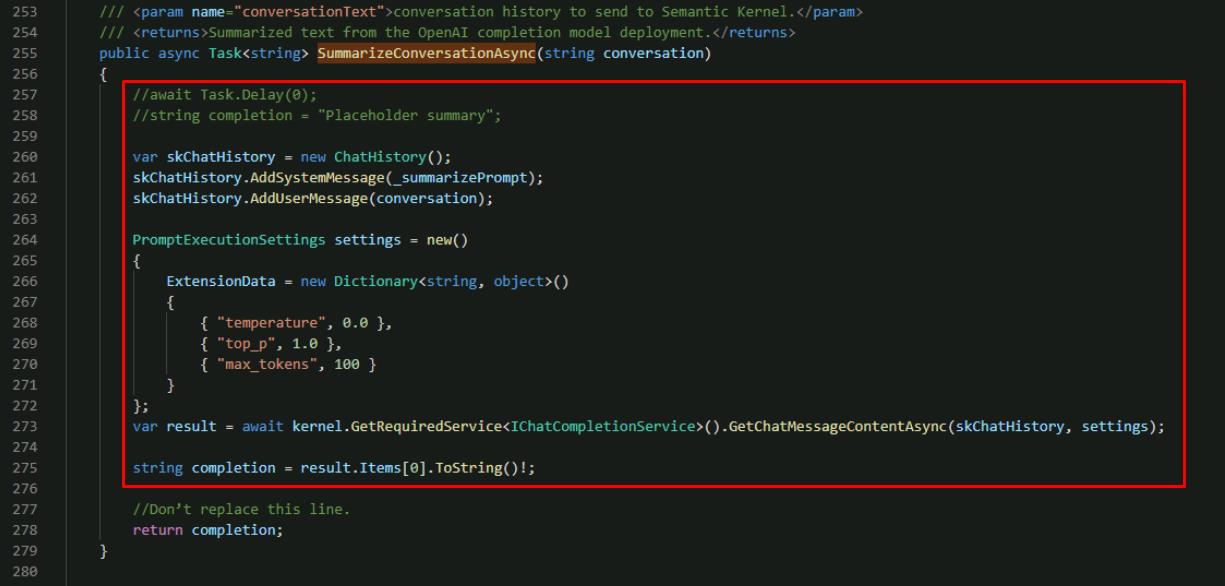 253 /// <param name="conversationText">conversation history to send to Semantic Kernel.</param>
254 /// <returns>Summarized text from the OpenAI completion model deployment.</returns>
255 public async Task<string> SummarizeConversationAsync(string conversation)
256 {
257 //await Task.Delay(0);
258 //string completion = "Placeholder summary";
259
260 var skChatHistory = new ChatHistory();
261 skChatHistory.AddSystemMessage(_summarizePrompt);
262 skChatHistory.AddUserMessage(conversation);
263
264 PromptExecutionSettings settings = new()
265 {
266 ExtensionData = new Dictionary<string, object>()
267 {
268 { "temperature", 0.0 },
269 { "top_p", 1.0 },
270 { "max_tokens", 100 }
271 }
272 };
273 var result = await kernel.GetRequiredService<IChatCompletionService>().GetChatMessageContentAsync(skChatHistory, settings);
274
275 string completion = result.Items[0].ToString()!;
276
277 //Don’t replace this line.
278 return completion;
279 }
280